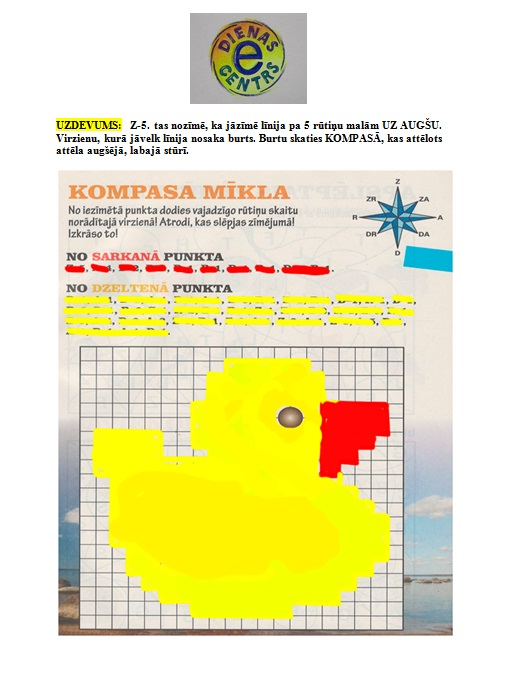 DIENAS
e
CENTRS
UZDEVUMS: Z-5. tas nozīmē, ka jāzīmē līnija pa 5 rūtiņu malām UZ AUGŠU.
Virzienu, kurā jāvelk līnija nosaka burts. Burtu skaties KOMPASĀ, kas attēlots
attēla augšējā, labajā stūrī.
KOMPASA MĪKLA
No iezīmētā punkta dodies vajadzīgo rūtiņu skaitu
norādītajā virzienā! Atrodi, kas slēpjas zīmējumā!
Izkrāso to!
Z
ZR
ZA
R
A
DR
DA
D
NO SARKANĀ PUNKTA
NO DZELTENĀ PUNKTA